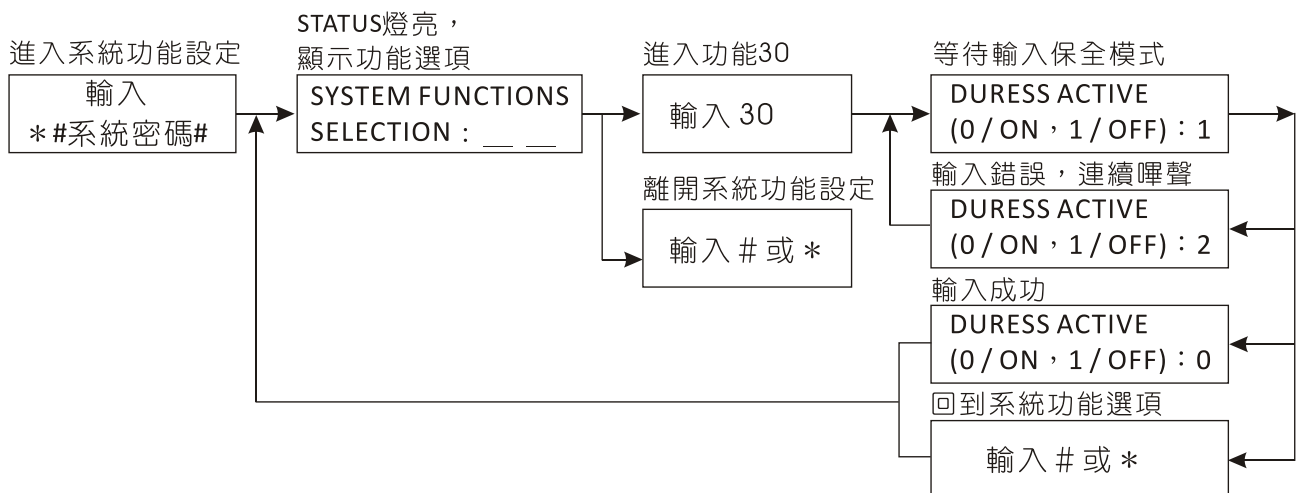 進入系統功能設定
輸入
＊#系統密碼#
STATUS燈亮，
顯示功能選項
SYSTEM FUNCTIONS
SELECTION：__ __
進入功能30
輸入 30
離開系統功能設定
輸入＃或＊
等待輸入保全模式
DURESS ACTIVE
(0 / ON，1 / OFF)：1
輸入錯誤，連續嗶聲
DURESS ACTIVE
(0 / ON，1 / OFF)：2
輸入成功
DURESS ACTIVE
(0 / ON，1 / OFF)：0
回到系統功能選項
輸入＃或＊